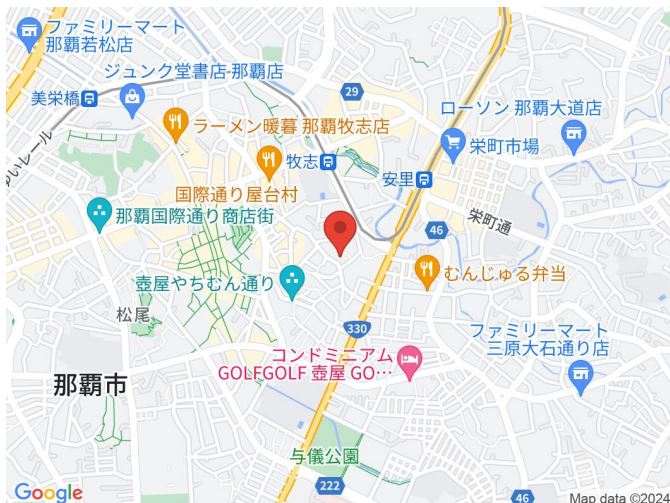 ファミリーマート
那覇若松店
ジュンク堂書店-那覇店
美栄橋
29
ラーメン暖暮 那覇牧志店
ローソン 那覇大道店
栄町市場
牧志
安里
国際通り屋台村
栄町通
那覇国際通り商店街
46
壺屋やちむん通り
むんじゅる弁当
松尾
330
ファミリーマート
三原大石通り店
コンドミニアム
GOLFGOLF 壺屋 GO…
那覇市
与儀公園
222
46
Google
Map data ©2024